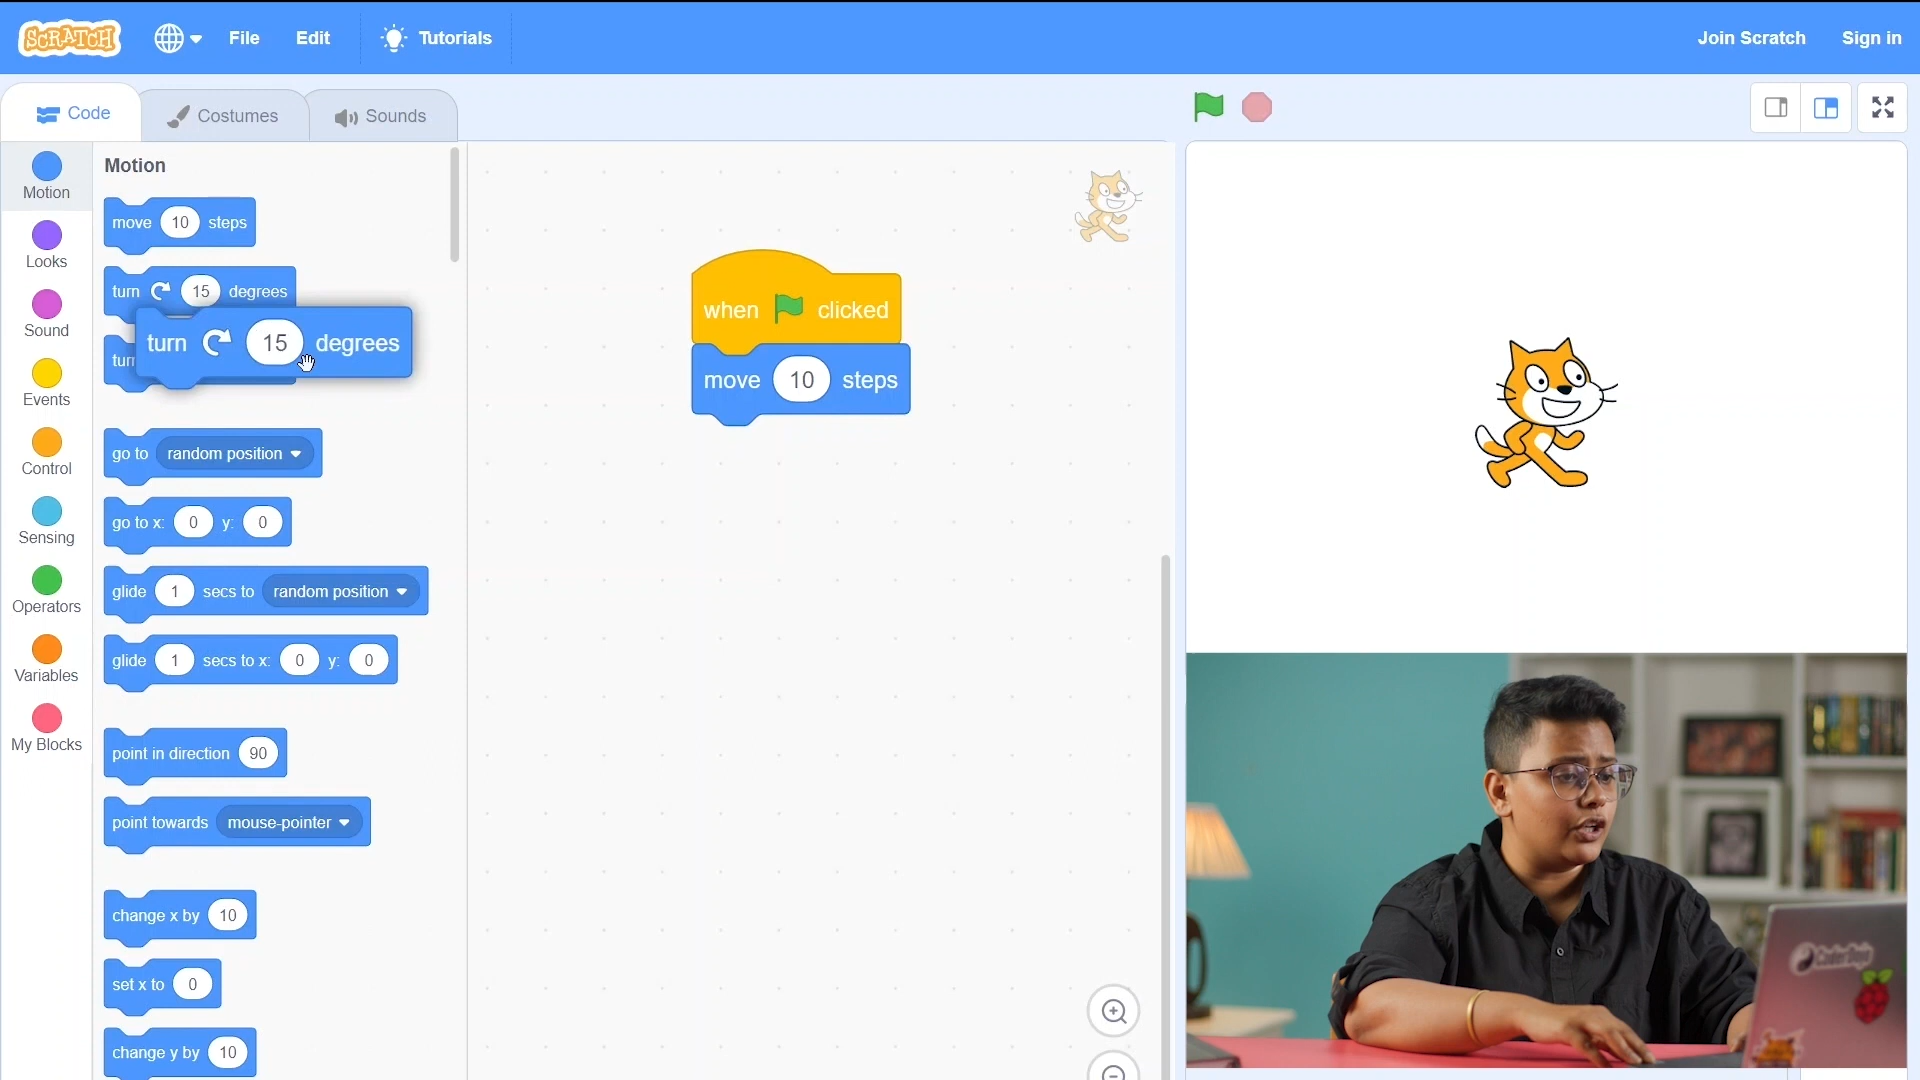 SCRATCH
File
Edit
Tutorials
Join Scratch
Sign in
Code
Costumes
Sounds
Motion
Looks
Sound
Events
Control
Sensing
Operators
Variables
My Blocks
Motion
move 10 steps
turn 15 degrees
turn 15 degrees
turn
go to random position
go to x: 0 y: 0
glide 1 secs to random position
glide 1 secs to x: 0 y: 0
point in direction 90
point towards mouse-pointer
change x by 10
set x to 0
change y by 10
when clicked
move 10 steps
CoderDojo